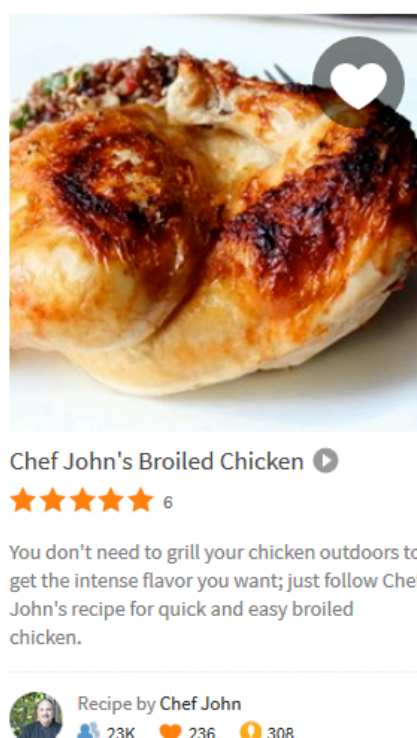 Chef John's Broiled Chicken
6
You don't need to grill your chicken outdoors to
get the intense flavor you want; just follow Chef
John's recipe for quick and easy broiled
chicken.
Recipe by Chef John
23K 236 308